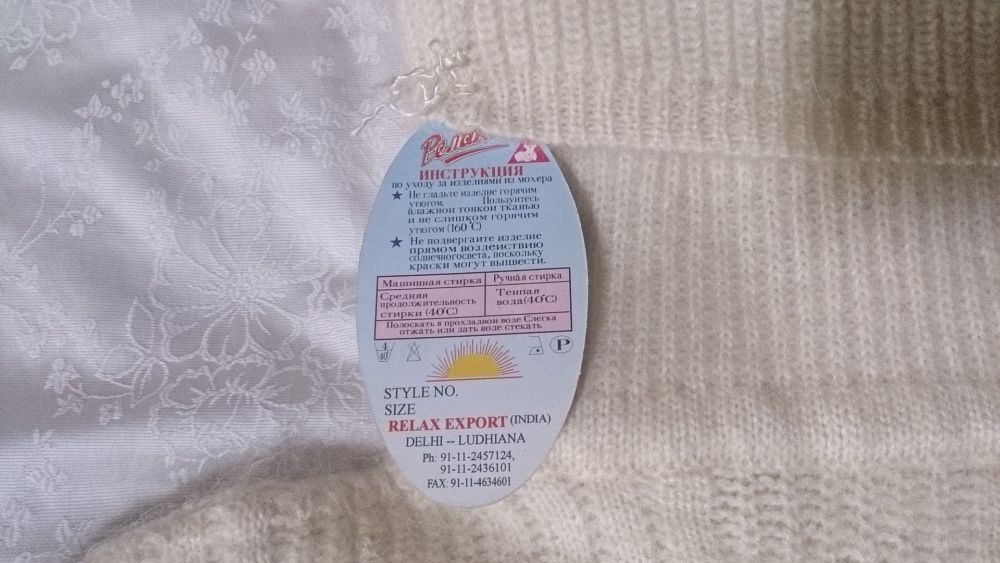 ИНСТРУКЦИЯ
по уходу за изделиями из мохера
★ Не гладьте изделие горячим
утюгом. Пользуйтесь
влажной тонкой тканью
и не слишком горячим
утюгом (160°C)
★ Не подвергайте изделие
прямом воздействию
солнечногосвета, поскольку
краски могут выцвести.
Машинная стирка Ручная стирка
Средняя
продолжительность
стирки (40°C)
Теплая
вода(40°C)
Полоскать в прохладной воде Слегка
отжать или дать воде стекать
4
40°
P
STYLE NO.
SIZE
RELAX EXPORT (INDIA)
DELHI -- LUDHIANA
Ph: 91-11-2457124,
91-11-2436101
FAX: 91-11-4634601